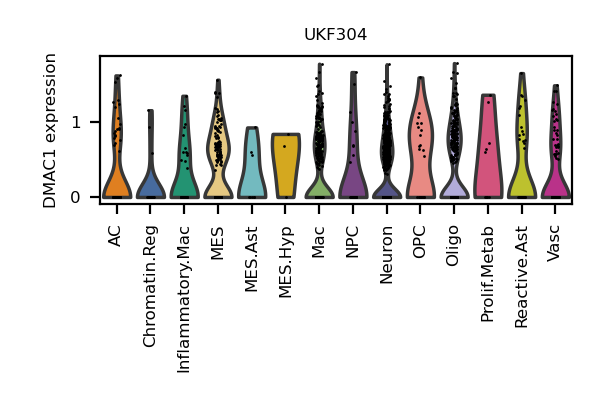 UKF304
DMAC1 expression
1
0
AC
Chromatin.Reg
Inflammatory.Mac
MES
MES.Ast
MES.Hyp
Mac
NPC
Neuron
OPC
Oligo
Prolif.Metab
Reactive.Ast
Vasc